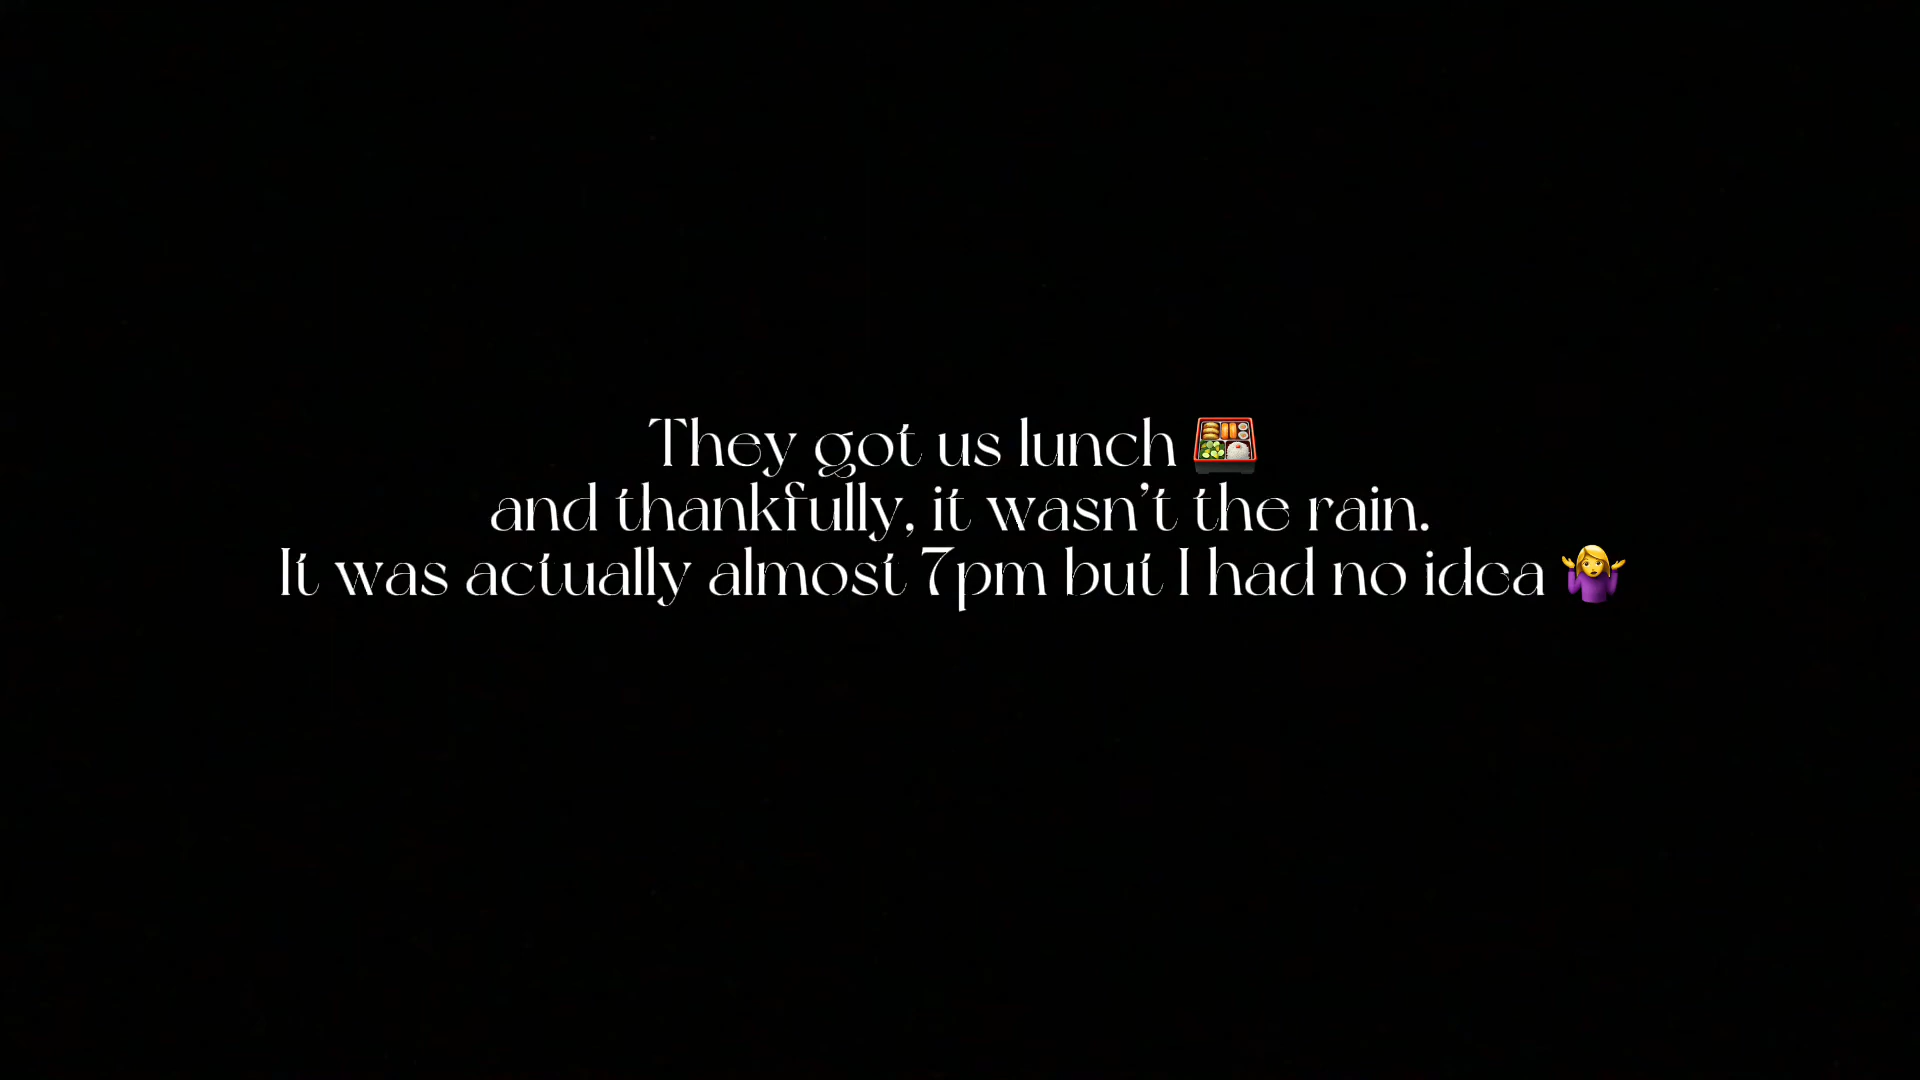 They got us lunch 🍱
and thankfully, it wasn't the rain.
It was actually almost 7pm but I had no idea 🤷‍♀️